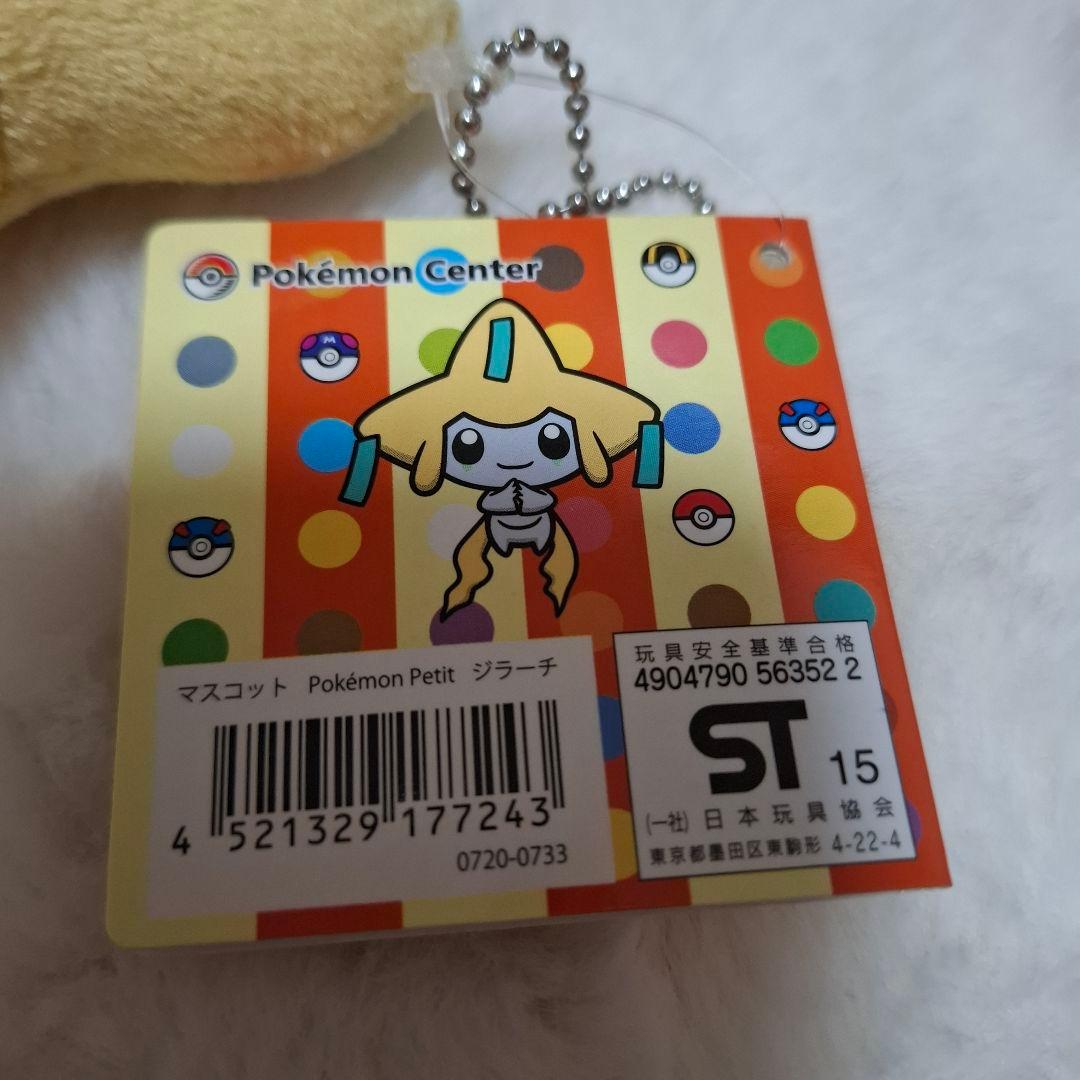 Pokémon Center
M
マスコット Pokémon Petit ジラーチ
4 521329 177243
0720-0733
玩具安全基準合格
4904790 56352 2
ST 15
(一社) 日本玩具協会
東京都墨田区東駒形 4-22-4